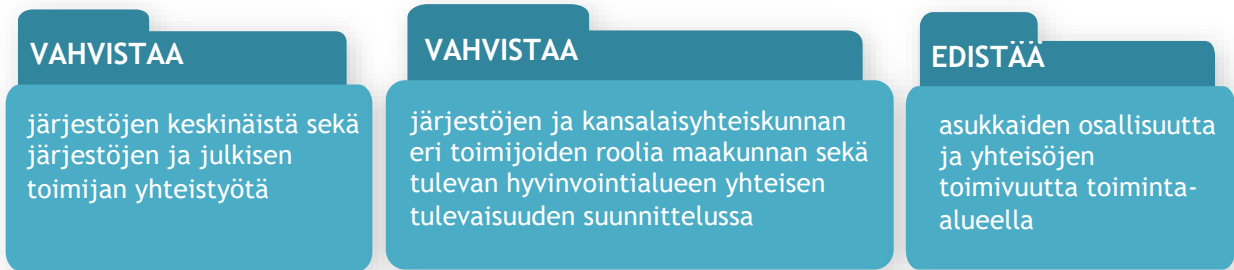 VAHVISTAA
järjestöjen keskinäistä sekä
järjestöjen ja julkisen
toimijan yhteistyötä
VAHVISTAA
järjestöjen ja kansalaisyhteiskunnan
eri toimijoiden roolia maakunnan sekä
tulevan hyvinvointialueen yhteisen
tulevaisuuden suunnittelussa
EDISTÄÄ
asukkaiden osallisuutta
ja yhteisöjen
toimivuutta toiminta-
alueella